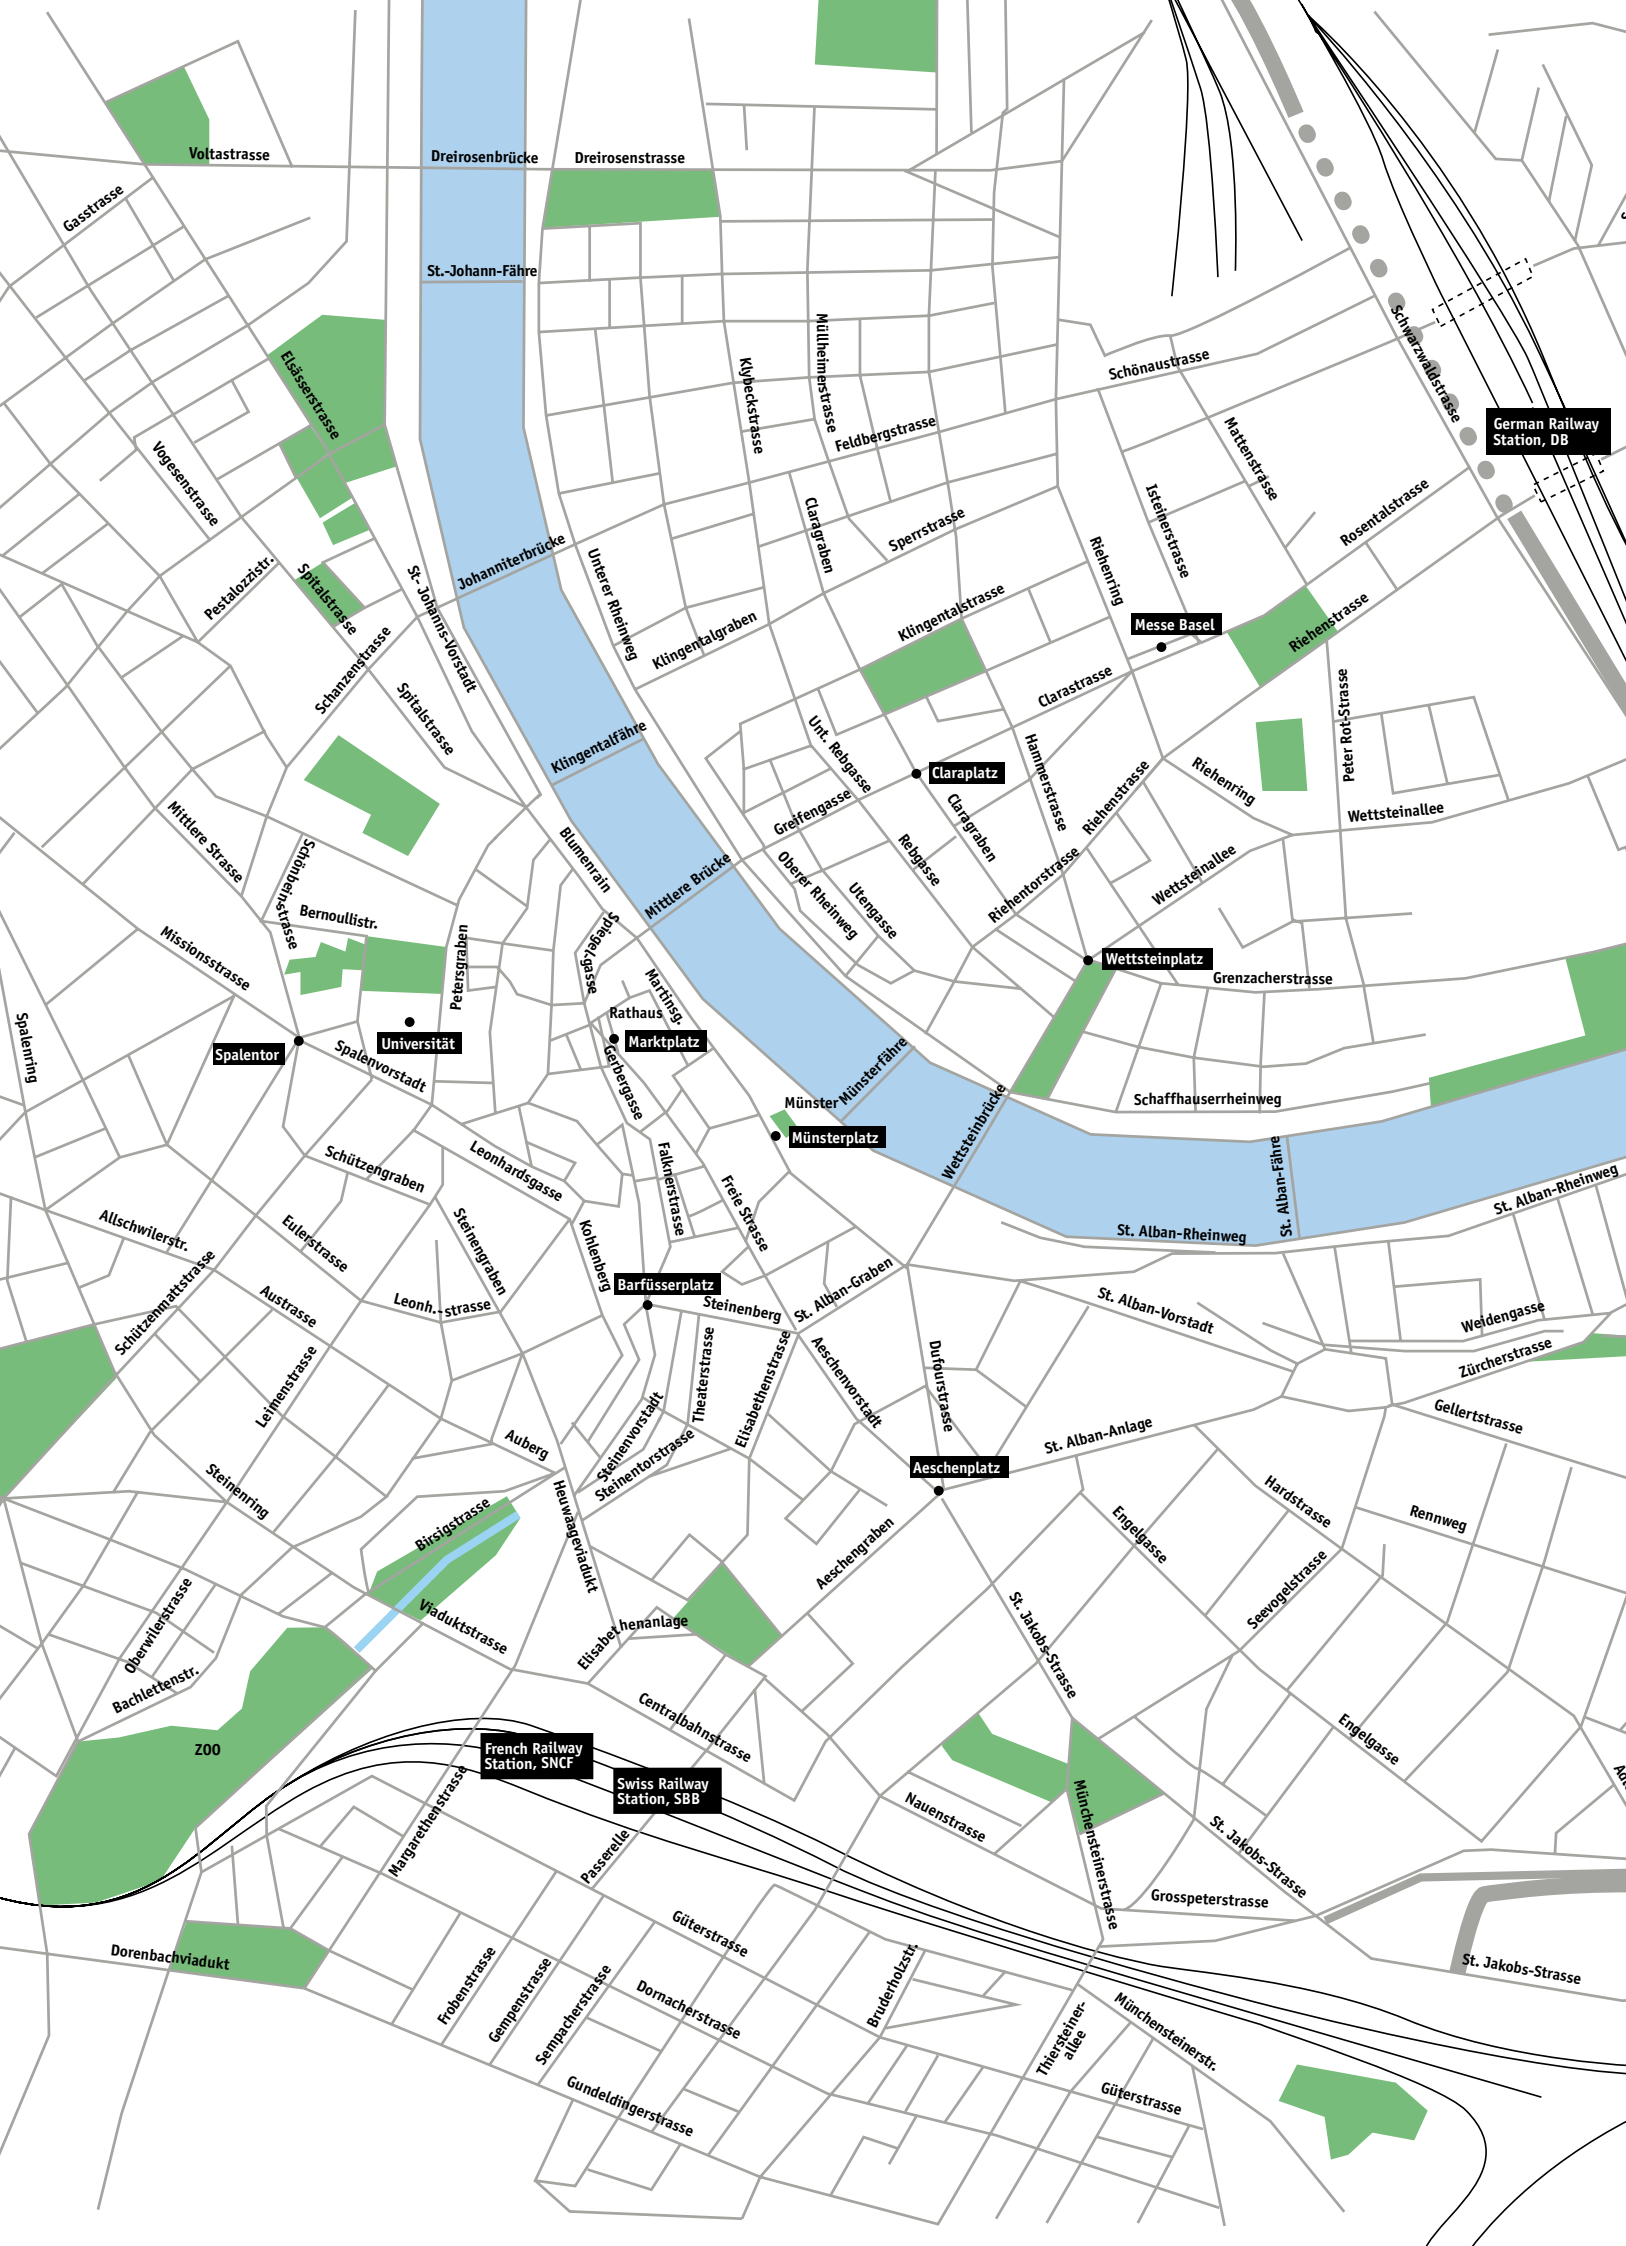 Voltastrasse
Dreirosenbrücke
Dreirosenstrasse
Gasstrasse
St.-Johann-Fähre
Elsässerstrasse
Müllheimerstrasse
Klybeckstrasse
Schönaustrasse
Schwarzwaldstrasse
German Railway
Station, DB
Feldbergstrasse
Mattenstrasse
Vogesenstrasse
Claragraben
Sperrstrasse
Isteinerstrasse
Rosentalstrasse
Johanniterbrücke
Unterer Rheinweg
Riehenring
Pestalozzistr.
Spitalstrasse
St.-Johanns-Vorstadt
Klingentalgraben
Klingentalstrasse
Messe Basel
Riehenstrasse
Schanzenstrasse
Spitalstrasse
Clarastrasse
Peter Rot-Strasse
Klingentalfähre
Unt. Rebgasse
Hammerstrasse
Claraplatz
Riehenstrasse
Riehenring
Wettsteinallee
Greifengasse
Claragraben
Mittlere Strasse
Schönbeinstrasse
Blumenrain
Mittlere Brücke
Oberer Rheinweg
Utengasse
Rebgasse
Riehentorstrasse
Wettsteinallee
Bernoullistr.
Missionsstrasse
Petersgraben
Spiegelgasse
Martinsg.
Wettsteinplatz
Grenzacherstrasse
Spalenring
Rathaus
Marktplatz
Universität
Spalentor
Spalenvorstadt
Gerbergasse
Münsterfähre
Münster
Münsterplatz
Wettsteinbrücke
Schaffhauserrheinweg
Schützengraben
Leonhardsgasse
Falknerstrasse
Freie Strasse
St. Alban-Fähre
St. Alban-Rheinweg
St. Alban-Rheinweg
Allschwilerstr.
Eulerstrasse
Steinengraben
Kohlenberg
Schützenmattstrasse
Austrasse
Leonh.-strasse
Barfüsserplatz
Steinenberg
St. Alban-Graben
St. Alban-Vorstadt
Weidengasse
Zürcherstrasse
Leimenstrasse
Theaterstrasse
Elisabethenstrasse
Aeschenvorstadt
Dufourstrasse
Steinenvorstadt
Steinentorstrasse
Auberg
St. Alban-Anlage
Gellertstrasse
Aeschenplatz
Steinenring
Birsigstrasse
Heuwaageviadukt
Aeschengraben
Engelgasse
Hardstrasse
Rennweg
Seevogelstrasse
Oberwilerstrasse
Bachlettenstr.
Viaduktstrasse
Elisabethenanlage
St. Jakobs-Strasse
Centralbahnstrasse
Engelgasse
ZOO
French Railway
Station, SNCF
Swiss Railway
Station, SBB
Margarethenstrasse
Passerelle
Nauenstrasse
Münchensteinerstrasse
St. Jakobs-Strasse
Grosspeterstrasse
Dorenbachviadukt
Güterstrasse
Frobenstrasse
Gempenstrasse
Sempacherstrasse
Dornacherstrasse
Bruderholzstr.
St. Jakobs-Strasse
Thiersteiner-
allee
Münchensteinerstr.
Güterstrasse
Gundeldingerstrasse